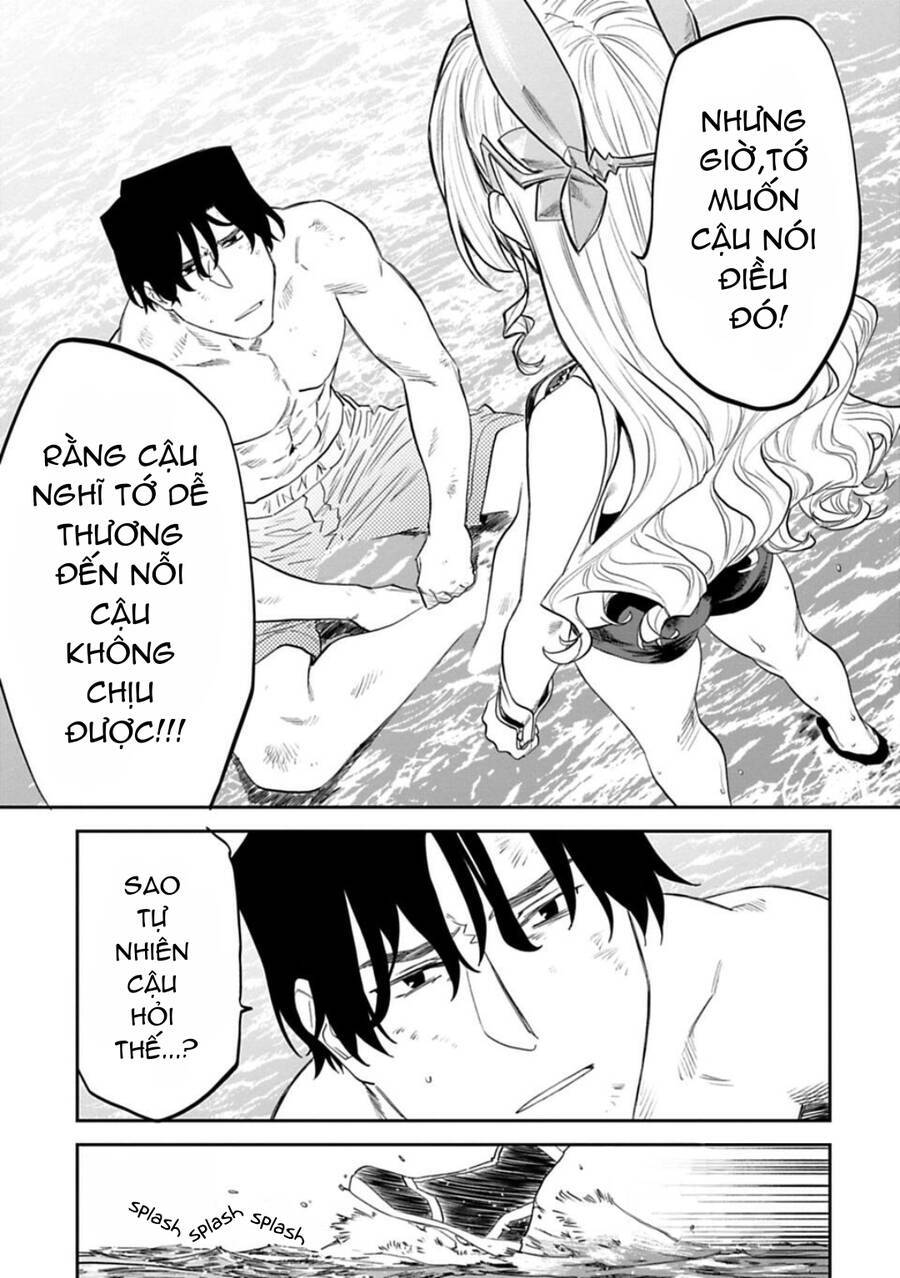 NHƯNG
GIỜ,TỚ
MUỐN
CẬU NÓI
ĐIỀU
ĐÓ!
RẰNG CẬU
NGHĨ TỚ DỄ
THƯƠNG
ĐẾN NỖI
CẬU
KHÔNG
CHỊU
ĐƯỢC!!!
SAO
TỰ
NHIÊN
CẬU
HỎI
THẾ...?
splash
splash
splash